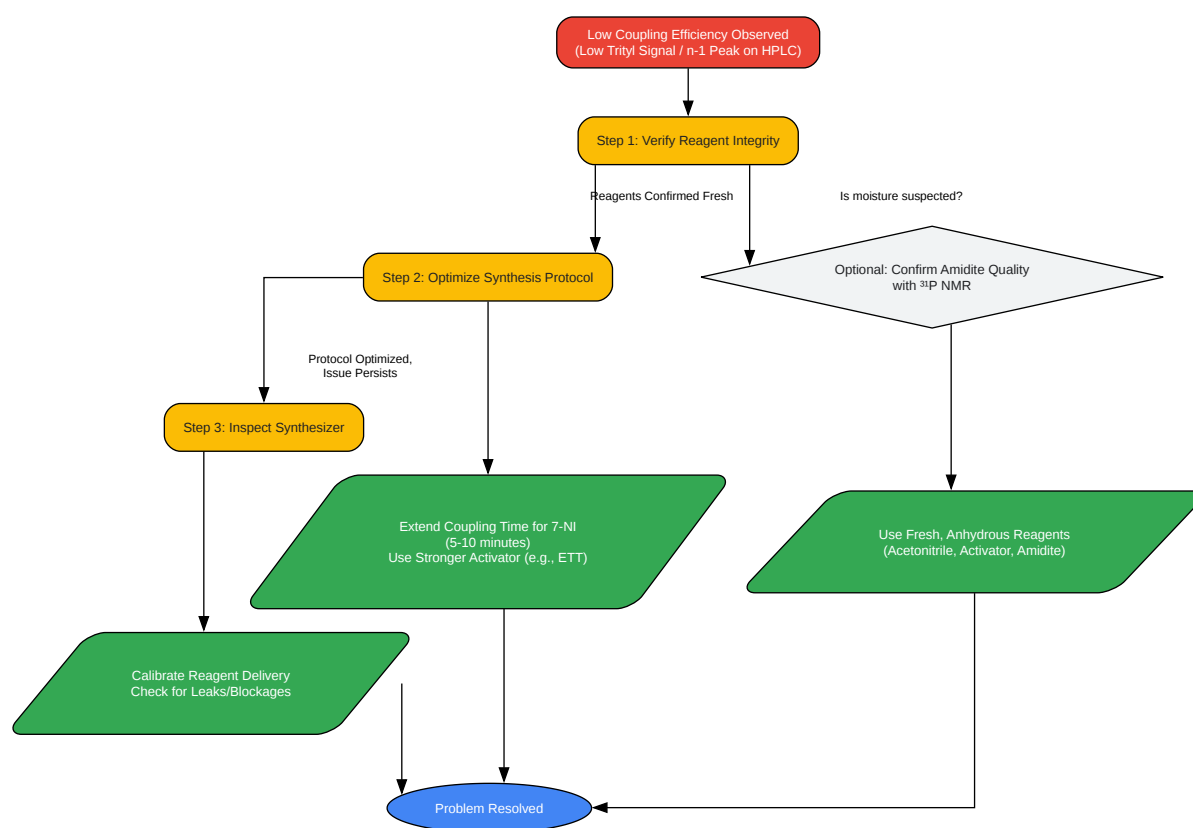 Low Coupling Efficiency Observed
(Low Trityl Signal / n-1 Peak on HPLC)
Step 1: Verify Reagent Integrity
Reagents Confirmed Fresh
Is moisture suspected?
Step 2: Optimize Synthesis Protocol
Optional: Confirm Amidite Quality
with ³¹P NMR
Protocol Optimized,
Issue Persists
Step 3: Inspect Synthesizer
Extend Coupling Time for 7-NI
(5-10 minutes)
Use Stronger Activator (e.g., ETT)
Use Fresh, Anhydrous Reagents
(Acetonitrile, Activator, Amidite)
Calibrate Reagent Delivery
Check for Leaks/Blockages
Problem Resolved